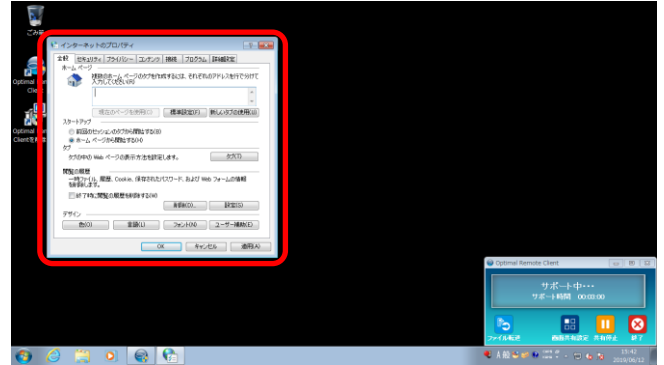 ごみ箱
インターネットのプロパティ
全般 セキュリティ プライバシー コンテンツ 接続 プログラム 詳細設定
ホーム ページ
複数のホーム ページのタブを作成するには、それぞれのアドレスを行で分けて
入力してください(R)
現在のページを使用(C) 標準設定(F) 新しいタブの使用(U)
スタートアップ
前回のセッションのタブから開始する(B)
ホーム ページから開始する(H)
タブ
タブの中の Web ページの表示方法を設定します。 タブ(T)
閲覧の履歴
一時ファイル、履歴、Cookie、保存されたパスワード、および Web フォームの情報
を削除します。
終了時に閲覧の履歴を削除する(W)
削除(D)... 設定(S)
デザイン
色(O) 言語(L) フォント(N) ユーザー補助(E)
OK キャンセル 適用(A)
Optimal Remote Client
サポート中・・・
サポート時間 00:00:00
ファイル転送 画面共有設定 共有停止 終了
A 般
15:42
2019/06/12